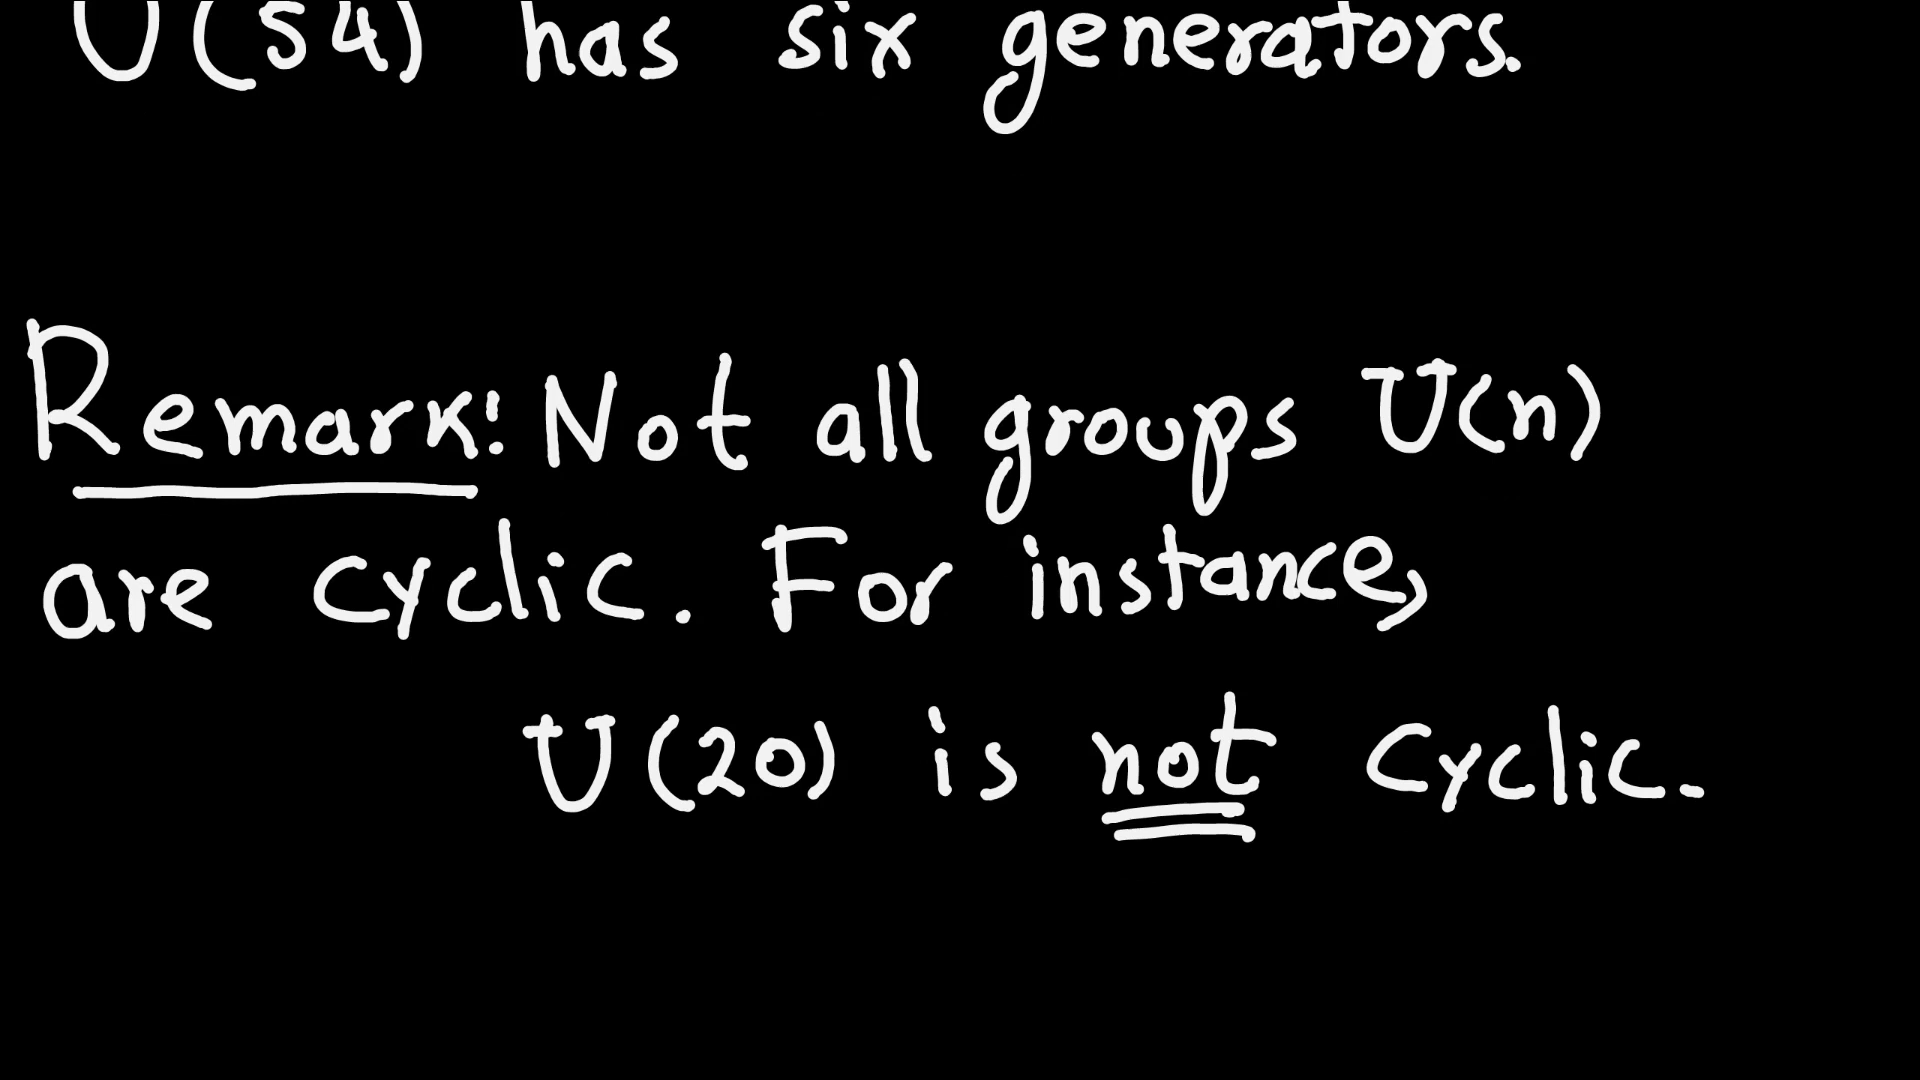 U(54) has six generators.
Remark: Not all groups U(n)
are cyclic. For instance,
U(20) is not cyclic.